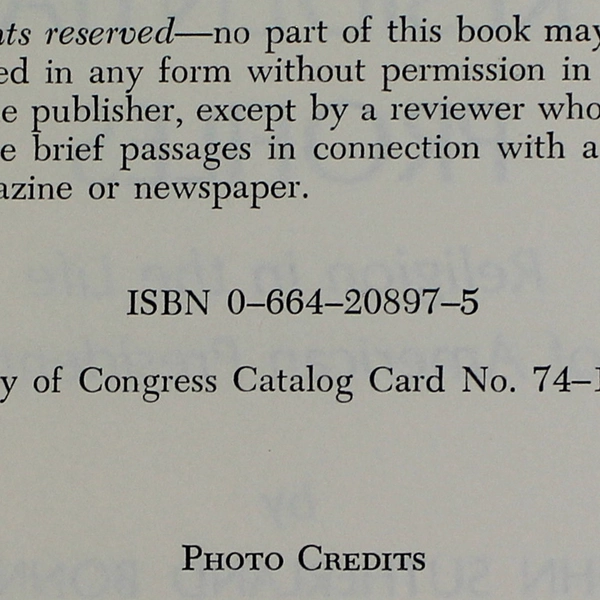 nts reserved—no part of this book may
ed in any form without permission in
e publisher, except by a reviewer who
e brief passages in connection with a
azine or newspaper.
ISBN 0–664–20897–5
y of Congress Catalog Card No. 74–1
PHOTO CREDITS